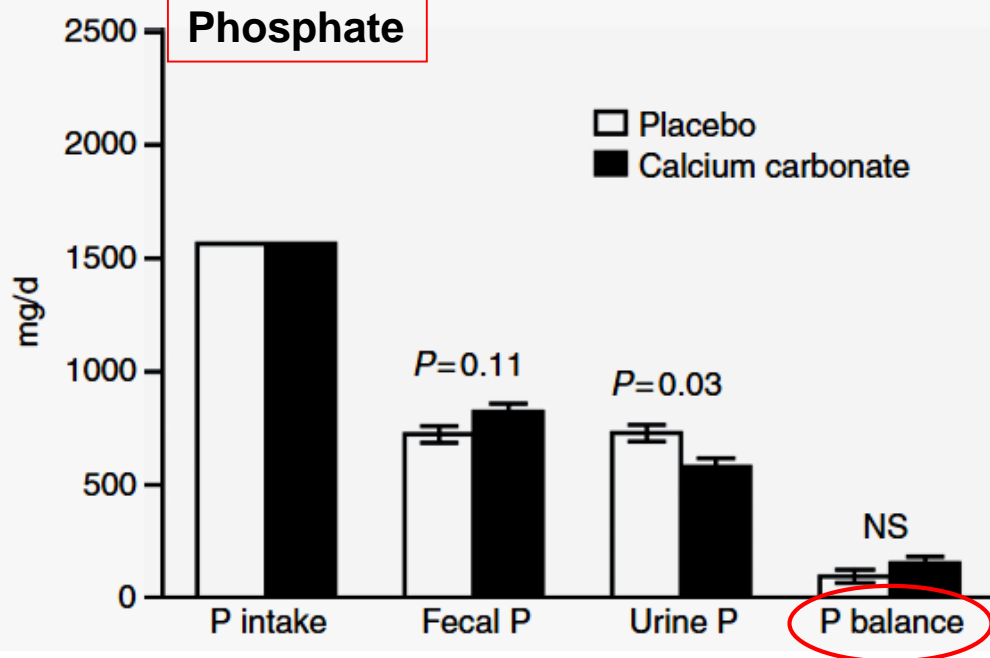 Phosphate
2500
2000
1500
1000
500
0
mg/d
Placebo
Calcium carbonate
P=0.11
P=0.03
NS
P intake Fecal P Urine P P balance